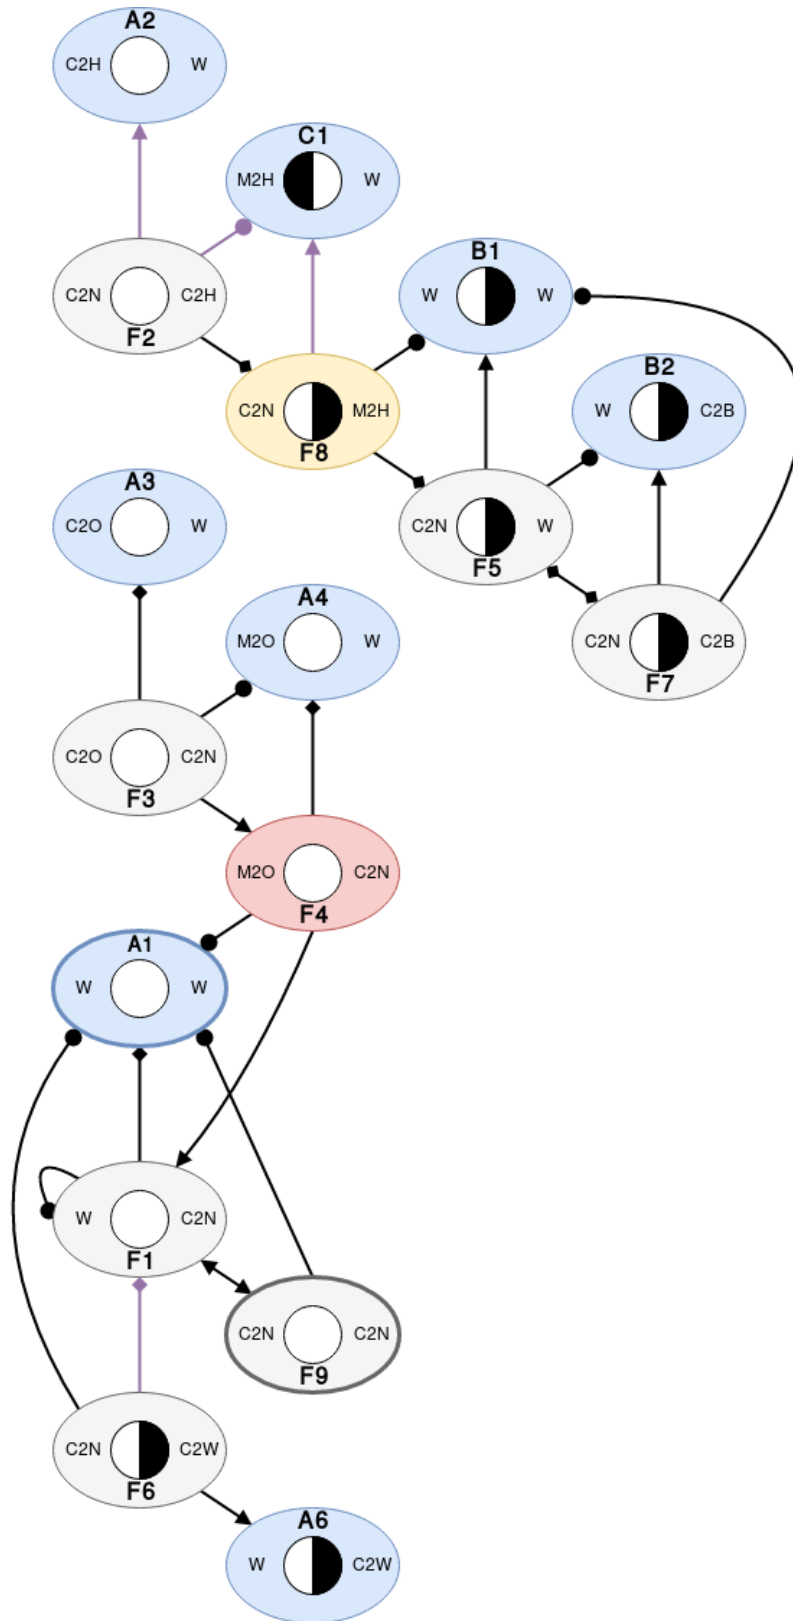 A2
C2H W
C1
M2H W
C2N C2H
F2
B1
W W
C2N M2H
F8
B2
W C2B
A3
C2O W
C2N W
F5
A4
M2O W
C2N C2B
F7
C2O C2N
F3
M2O C2N
F4
A1
W W
W C2N
F1
C2N C2N
F9
C2N C2W
F6
A6
W C2W